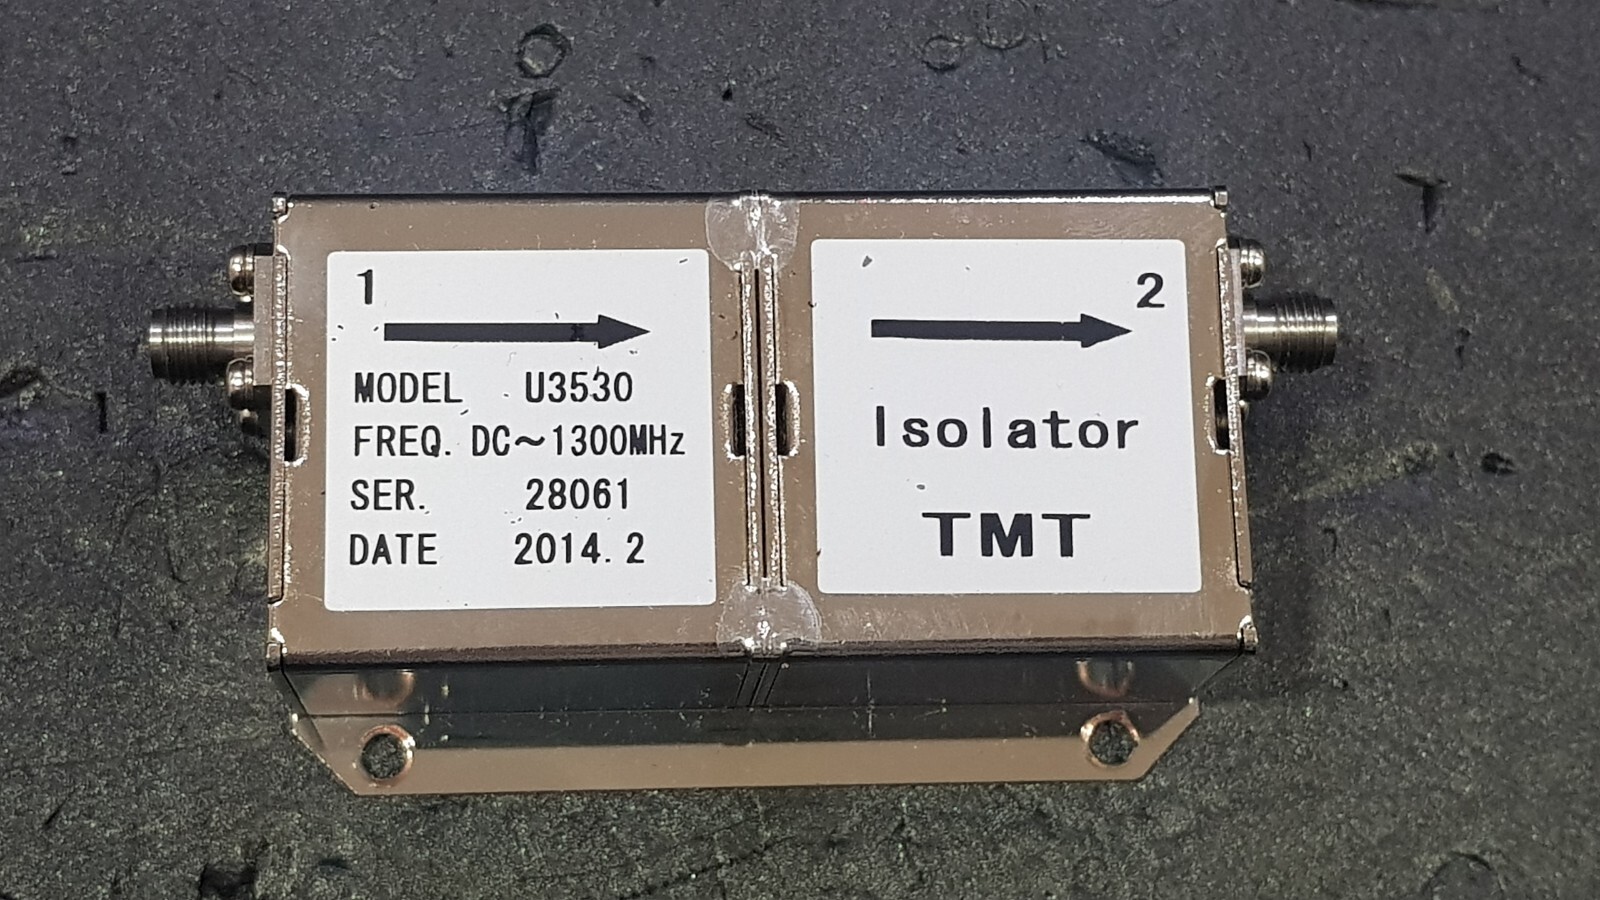 1
MODEL U3530
FREQ. DC~1300MHz
SER. 28061
DATE 2014.2
2
Isolator
TMT